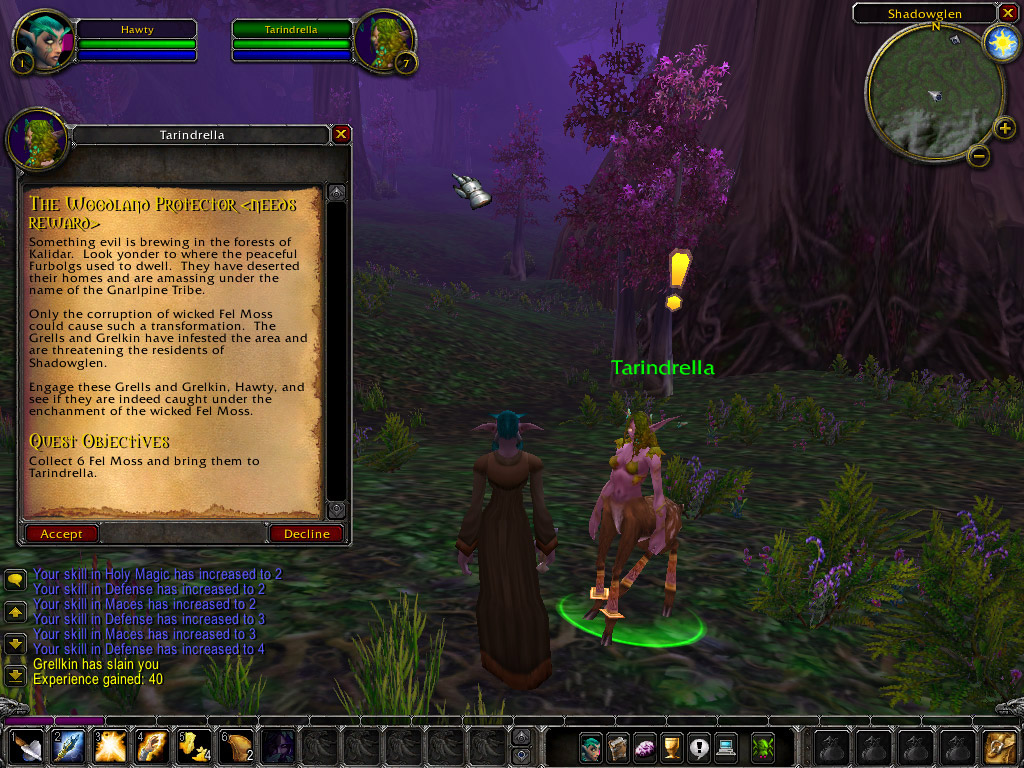 Hawty
1
Tarindrella
7
Shadowglen
N
Tarindrella
The Woodland Protector <needs
reward>
Something evil is brewing in the forests of
Kalidar. Look yonder to where the peaceful
Furbolgs used to dwell. They have deserted
their homes and are amassing under the
name of the Gnarlpine Tribe.
Only the corruption of wicked Fel Moss
could cause such a transformation. The
Grells and Grelkin have infested the area and
are threatening the residents of
Shadowglen.
Engage these Grells and Grelkin, Hawty, and
see if they are indeed caught under the
enchantment of the wicked Fel Moss.
Quest Objectives
Collect 6 Fel Moss and bring them to
Tarindrella.
Accept
Decline
Tarindrella
Your skill in Holy Magic has increased to 2
Your skill in Defense has increased to 2
Your skill in Maces has increased to 2
Your skill in Defense has increased to 3
Your skill in Maces has increased to 3
Your skill in Defense has increased to 4
Grellkin has slain you
Experience gained: 40
2
4
6
2